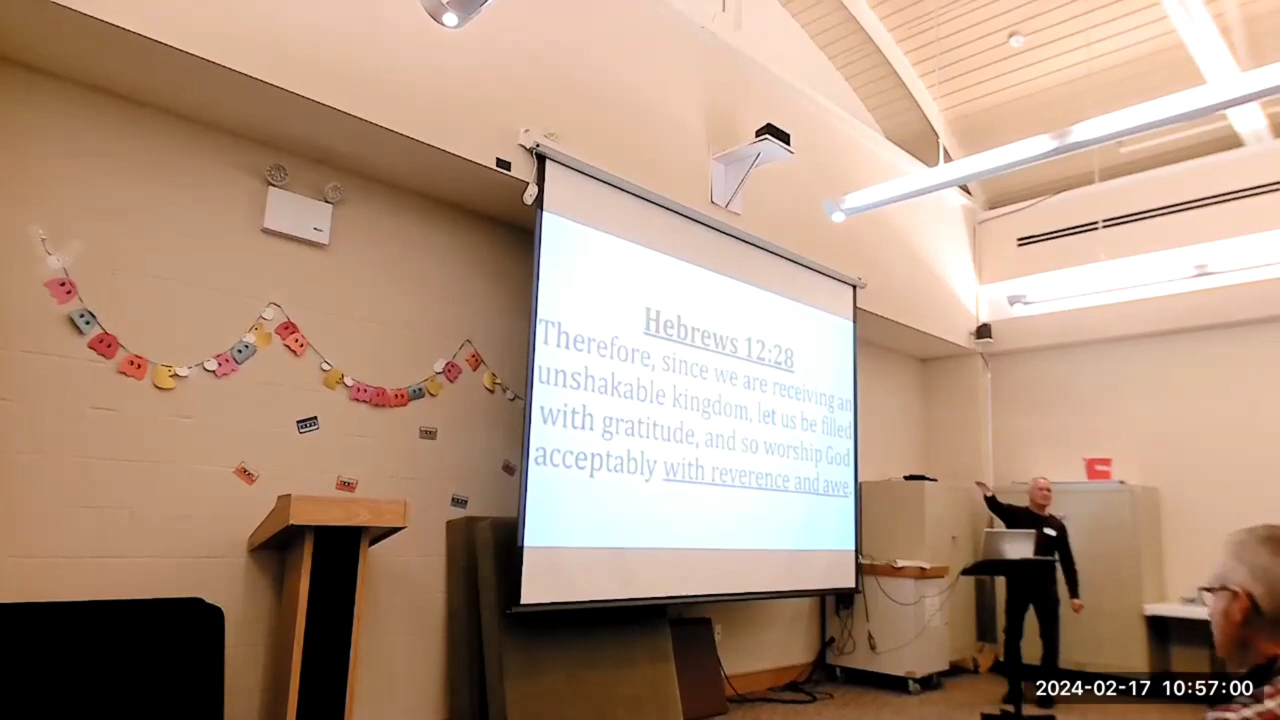 Hebrews 12:28
Therefore, since we are receiving an
unshakable kingdom, let us be filled
with gratitude, and so worship God
acceptably with reverence and awe.
2024-02-17 10:57:00